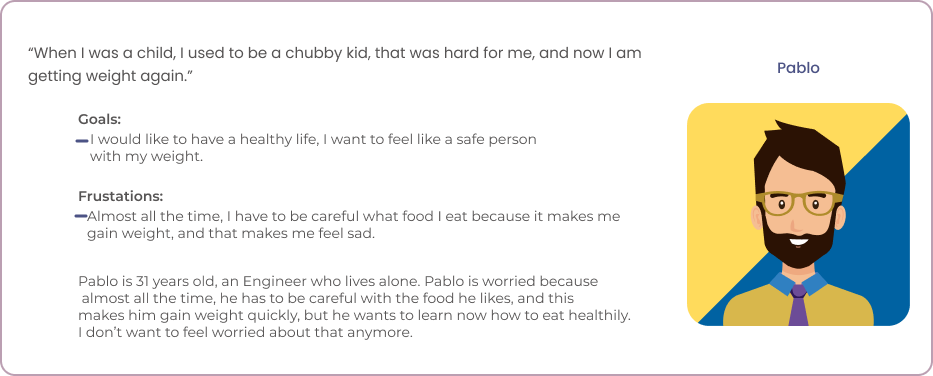 “When I was a child, I used to be a chubby kid, that was hard for me, and now I am
getting weight again.”
Pablo
Goals:
I would like to have a healthy life, I want to feel like a safe person
with my weight.
Frustations:
Almost all the time, I have to be careful what food I eat because it makes me
gain weight, and that makes me feel sad.
Pablo is 31 years old, an Engineer who lives alone. Pablo is worried because
almost all the time, he has to be careful with the food he likes, and this
makes him gain weight quickly, but he wants to learn now how to eat healthily.
I don’t want to feel worried about that anymore.